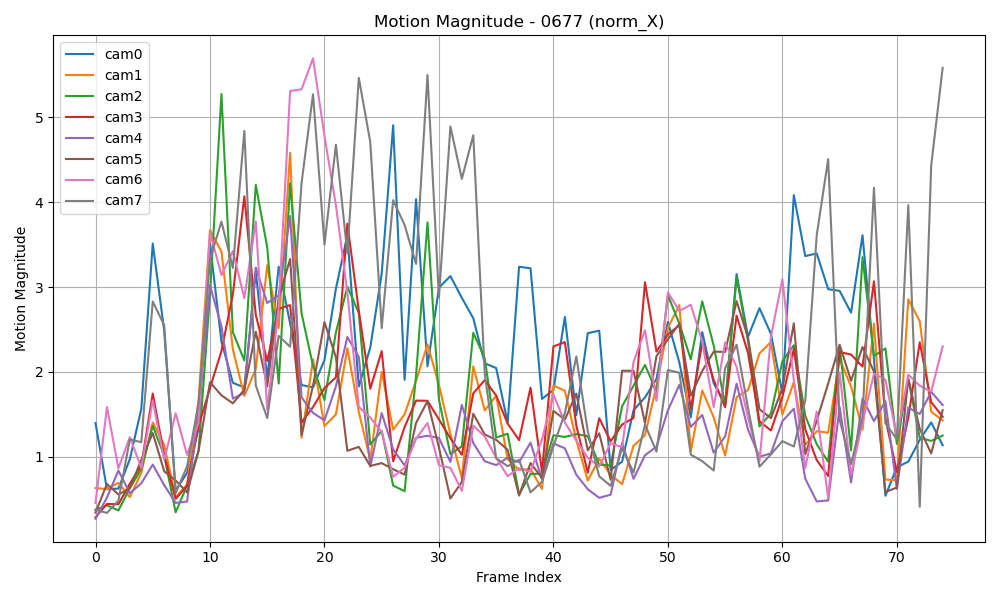 Motion Magnitude - 0677 (norm_X)
cam0
cam1
cam2
cam3
cam4
cam5
cam6
cam7
Motion Magnitude
5
4
3
2
1
0 10 20 30 40 50 60 70
Frame Index